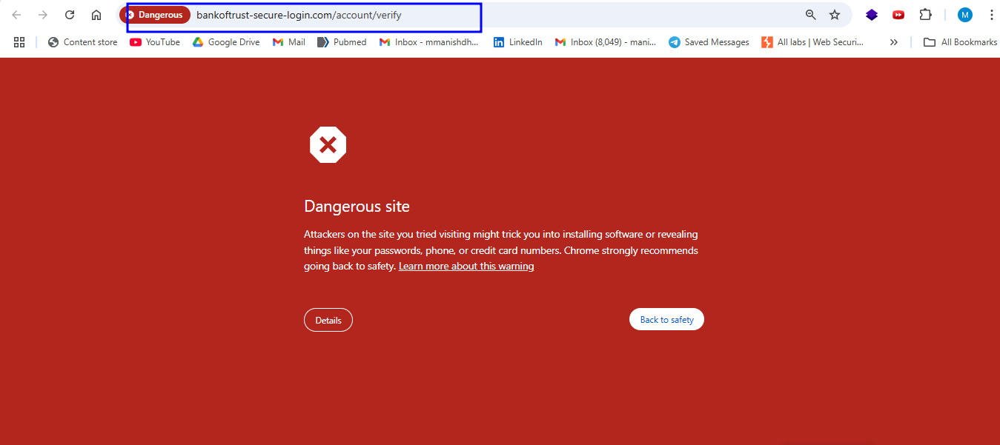 Dangerous bankoftrust-secure-login.com/account/verify M
Content store YouTube Google Drive Mail Pubmed Inbox - mmanishdh... LinkedIn Inbox (8,049) - mani... Saved Messages All labs | Web Securi... All Bookmarks
Dangerous site
Attackers on the site you tried visiting might trick you into installing software or revealing
things like your passwords, phone, or credit card numbers. Chrome strongly recommends
going back to safety. Learn more about this warning
Details Back to safety